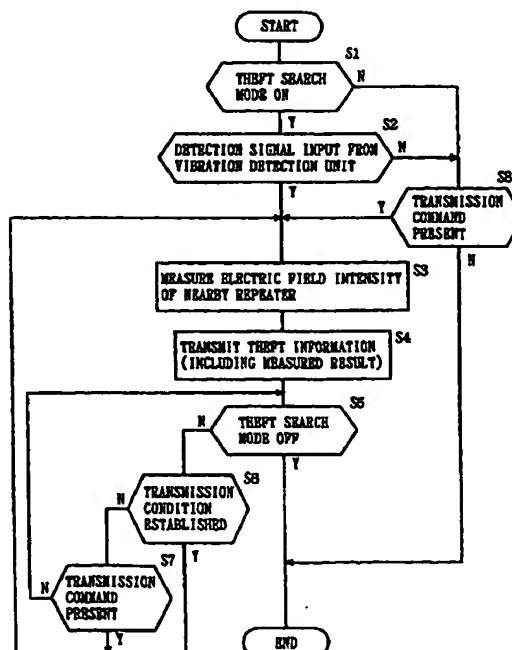 START
S1
THEFT SEARCH
MODE ON
N
Y
S2
DETECTION SIGNAL INPUT FROM
VIBRATION DETECTION UNIT
N
Y
S8
TRANSMISSION
COMMAND
PRESENT
Y
N
S3
MEASURE ELECTRIC FIELD INTENSITY
OF NEARBY REPEATER
S4
TRANSMIT THEFT INFORMATION
(INCLUDING MEASURED RESULT)
S5
THEFT SEARCH
MODE OFF
N
Y
S6
TRANSMISSION
CONDITION
ESTABLISHED
N
Y
S7
TRANSMISSION
COMMAND
PRESENT
N
Y
END